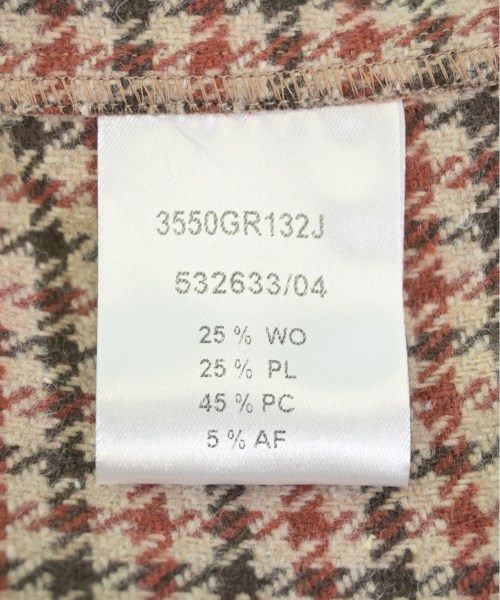 3550GR132J
532633/04
25 % WO
25 % PL
45 % PC
5 % AF